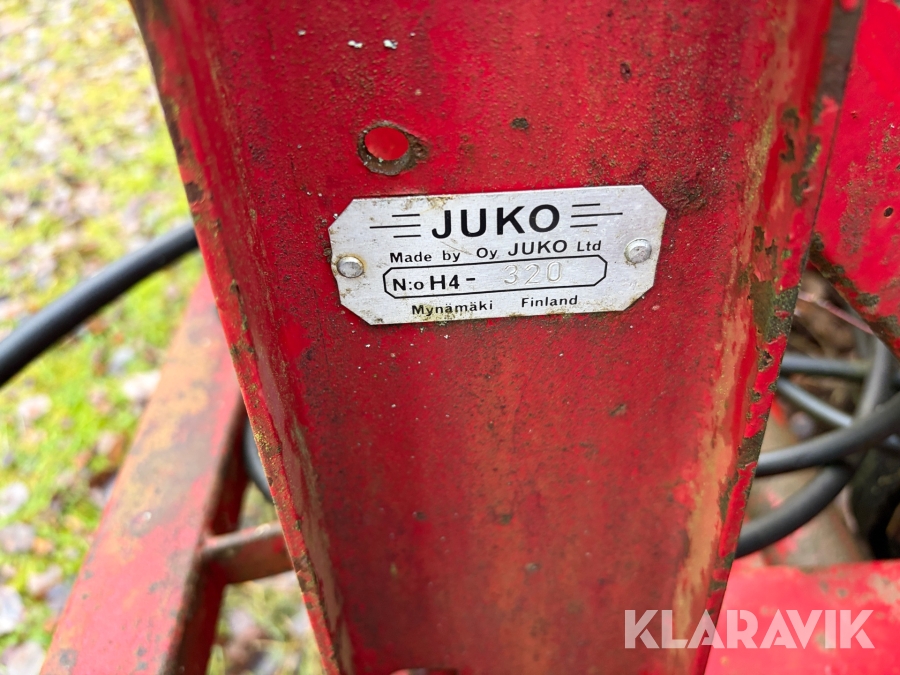 JUKO
Made by Oy JUKO Ltd
N:o H4- 320
Mynämäki Finland
KLARAVIK